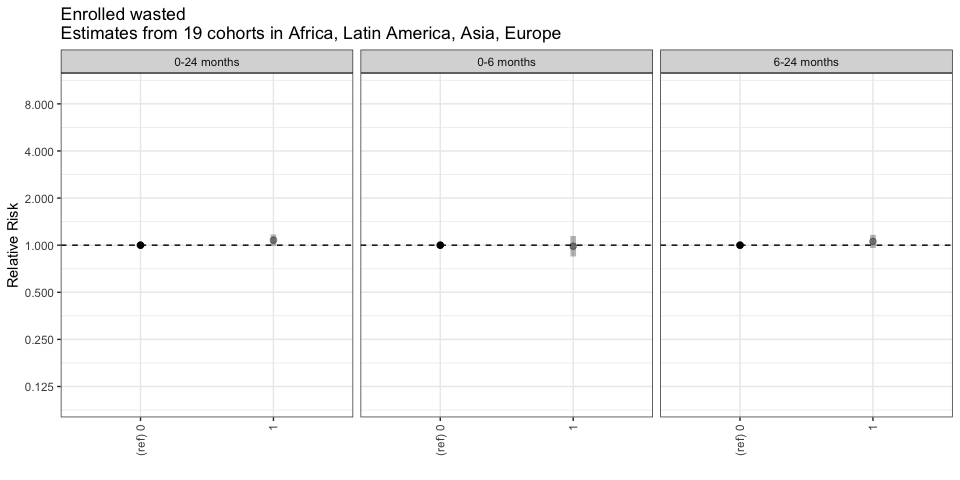 Enrolled wasted
Estimates from 19 cohorts in Africa, Latin America, Asia, Europe
0-24 months
0-6 months
6-24 months
Relative Risk
8.000
4.000
2.000
1.000
0.500
0.250
0.125
(ref) 0
1
(ref) 0
1
(ref) 0
1